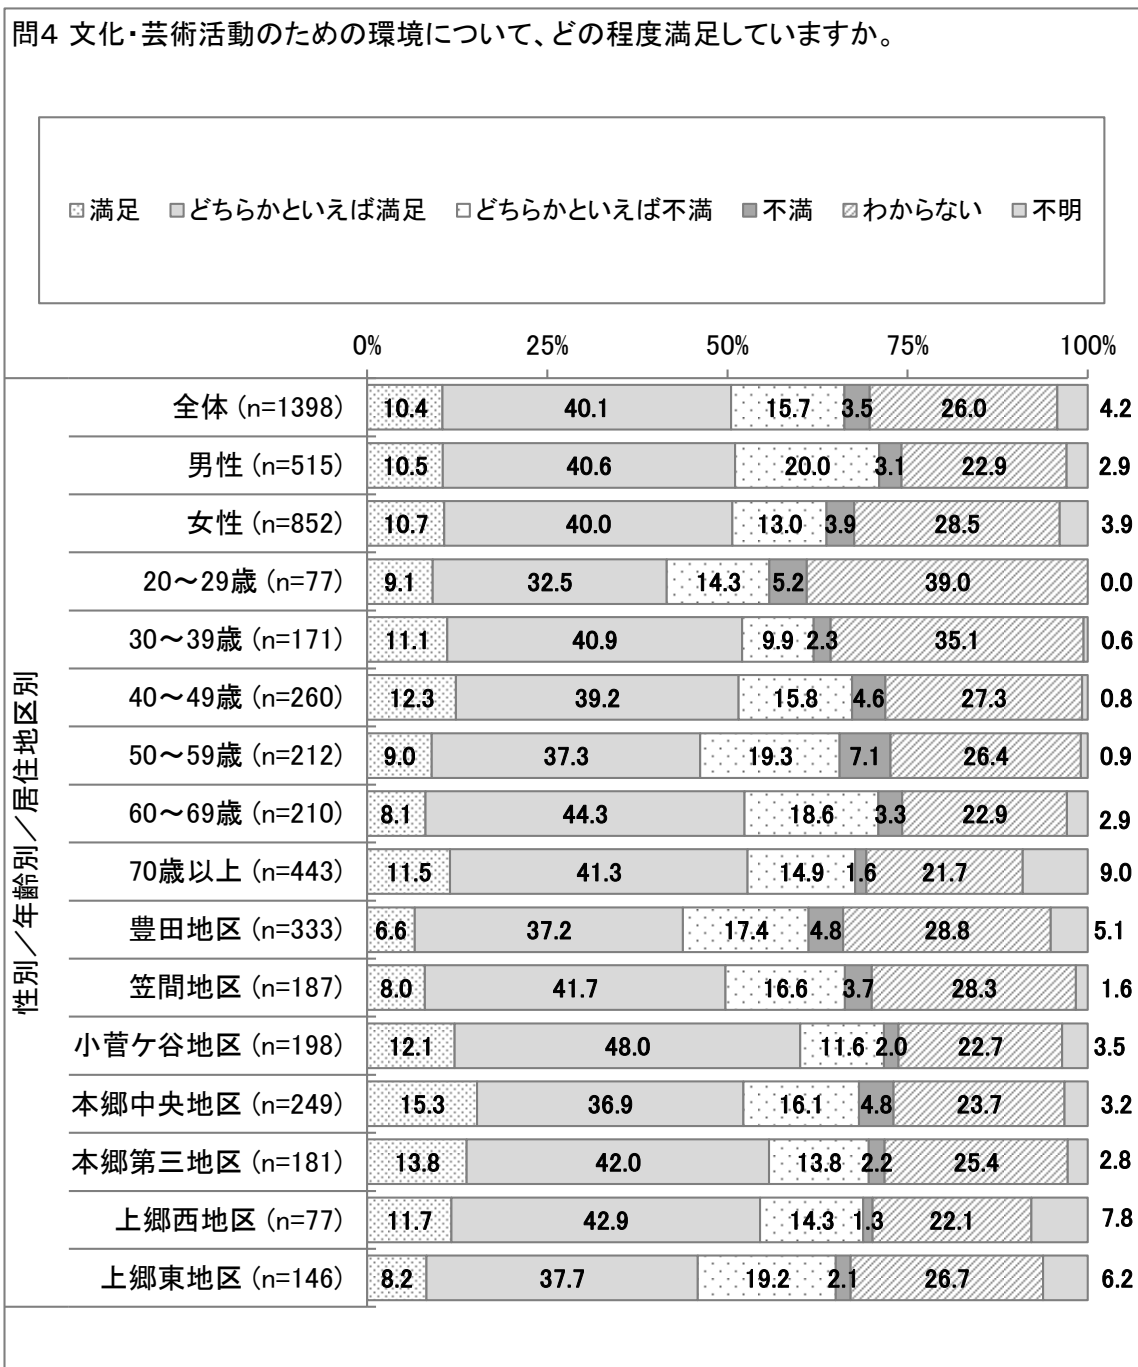 問4 文化・芸術活動のための環境について、どの程度満足していますか。
満足 どちらかといえば満足 どちらかといえば不満 不満 わからない 不明
0% 25% 50% 75% 100%
性別／年齢別／居住地区別
全体 (n=1398) 10.4 40.1 15.7 3.5 26.0 4.2
男性 (n=515) 10.5 40.6 20.0 3.1 22.9 2.9
女性 (n=852) 10.7 40.0 13.0 3.9 28.5 3.9
20～29歳 (n=77) 9.1 32.5 14.3 5.2 39.0 0.0
30～39歳 (n=171) 11.1 40.9 9.9 2.3 35.1 0.6
40～49歳 (n=260) 12.3 39.2 15.8 4.6 27.3 0.8
50～59歳 (n=212) 9.0 37.3 19.3 7.1 26.4 0.9
60～69歳 (n=210) 8.1 44.3 18.6 3.3 22.9 2.9
70歳以上 (n=443) 11.5 41.3 14.9 1.6 21.7 9.0
豊田地区 (n=333) 6.6 37.2 17.4 4.8 28.8 5.1
笠間地区 (n=187) 8.0 41.7 16.6 3.7 28.3 1.6
小菅ケ谷地区 (n=198) 12.1 48.0 11.6 2.0 22.7 3.5
本郷中央地区 (n=249) 15.3 36.9 16.1 4.8 23.7 3.2
本郷第三地区 (n=181) 13.8 42.0 13.8 2.2 25.4 2.8
上郷西地区 (n=77) 11.7 42.9 14.3 1.3 22.1 7.8
上郷東地区 (n=146) 8.2 37.7 19.2 2.1 26.7 6.2